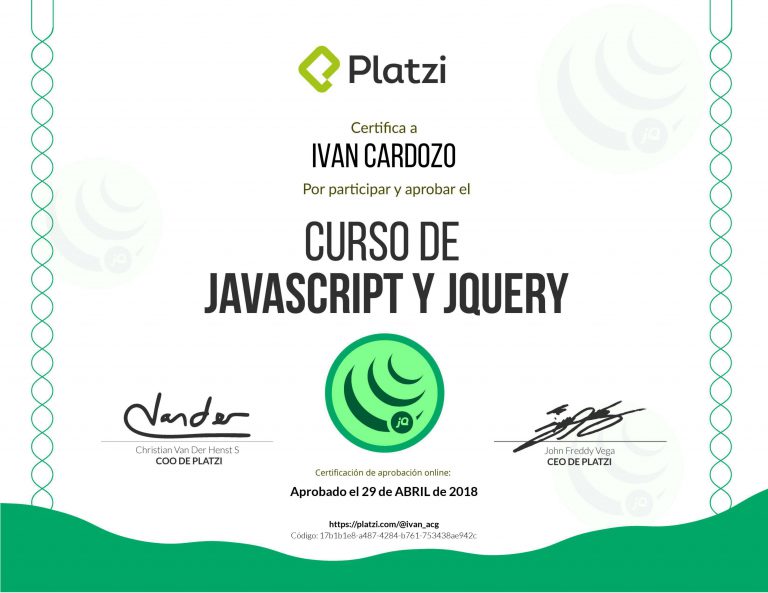 Platzi
Certifica a
IVAN CARDOZO
Por participar y aprobar el
CURSO DE
JAVASCRIPT Y JQUERY
jQ
Vander
Christian Van Der Henst S
COO DE PLATZI
John Freddy Vega
CEO DE PLATZI
Certificación de aprobación online:
Aprobado el 29 de ABRIL de 2018
https://platzi.com/@ivan_acg
Código: 17b1b1e8-a487-4284-b761-753438ae942c